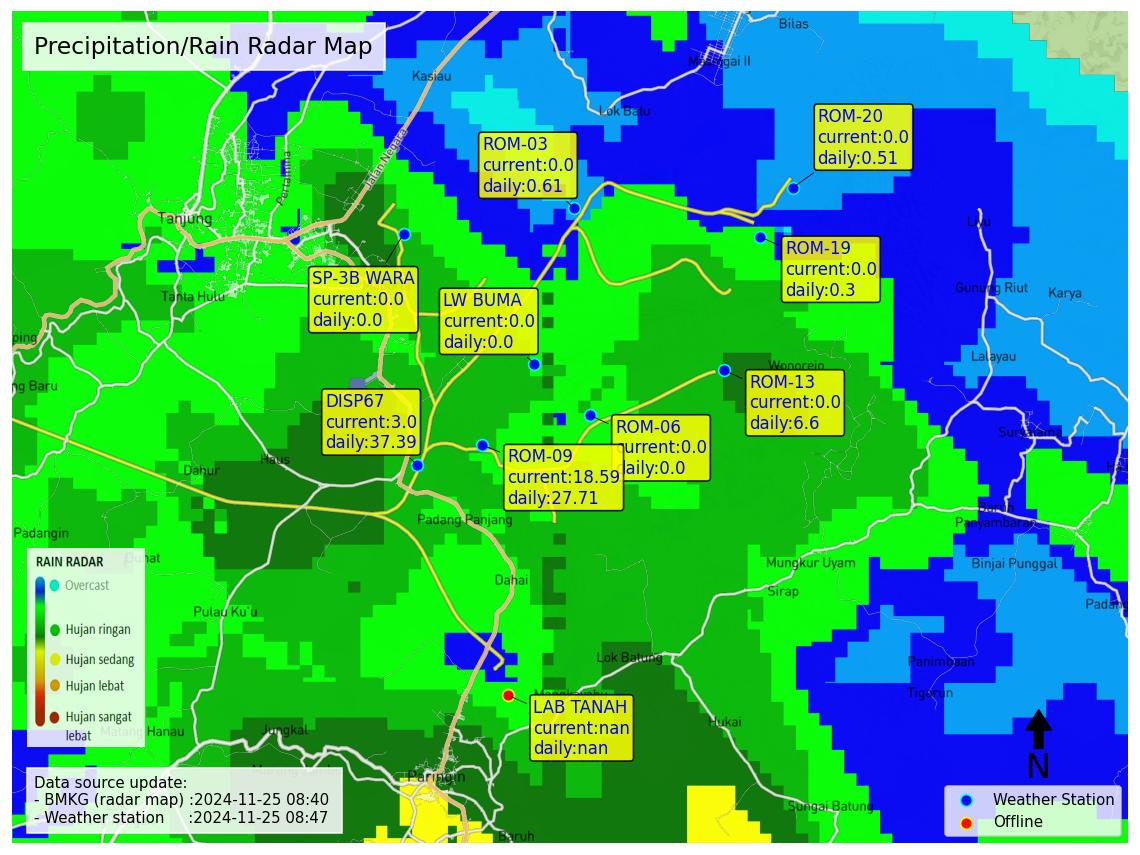 Precipitation/Rain Radar Map
Bilas
Masingai II
Kasiau
Lok Batu
Jalan Negara
Pertamina
Tanjung
Tanta Hulu
ROM-03
current:0.0
daily:0.61
ROM-20
current:0.0
daily:0.51
ROM-19
current:0.0
daily:0.3
SP-3B WARA
current:0.0
daily:0.0
LW BUMA
current:0.0
daily:0.0
Gunung Riut
Karya
Lalayau
ping
ng Baru
Wonorejo
ROM-13
current:0.0
daily:6.6
DISP67
current:3.0
daily:37.39
ROM-06
current:0.0
daily:0.0
ROM-09
current:18.59
daily:27.71
Haus
Dahur
Padangin
Padang Panjang
Dahai
Baruh
Panyambaran
Mungkur Uyam
Binjai Punggal
Sirap
Padang
Pulau Ku'u
Lok Batung
Panimbaan
Tigarun
Hukai
LAB TANAH
current:nan
daily:nan
RAIN RADAR
Overcast
Hujan ringan
Hujan sedang
Hujan lebat
Hujan sangat
lebat
Jungkal
Paringin
Sungai Batung
Baruh
N
Data source update:
- BMKG (radar map) :2024-11-25 08:40
- Weather station :2024-11-25 08:47
Weather Station
Offline